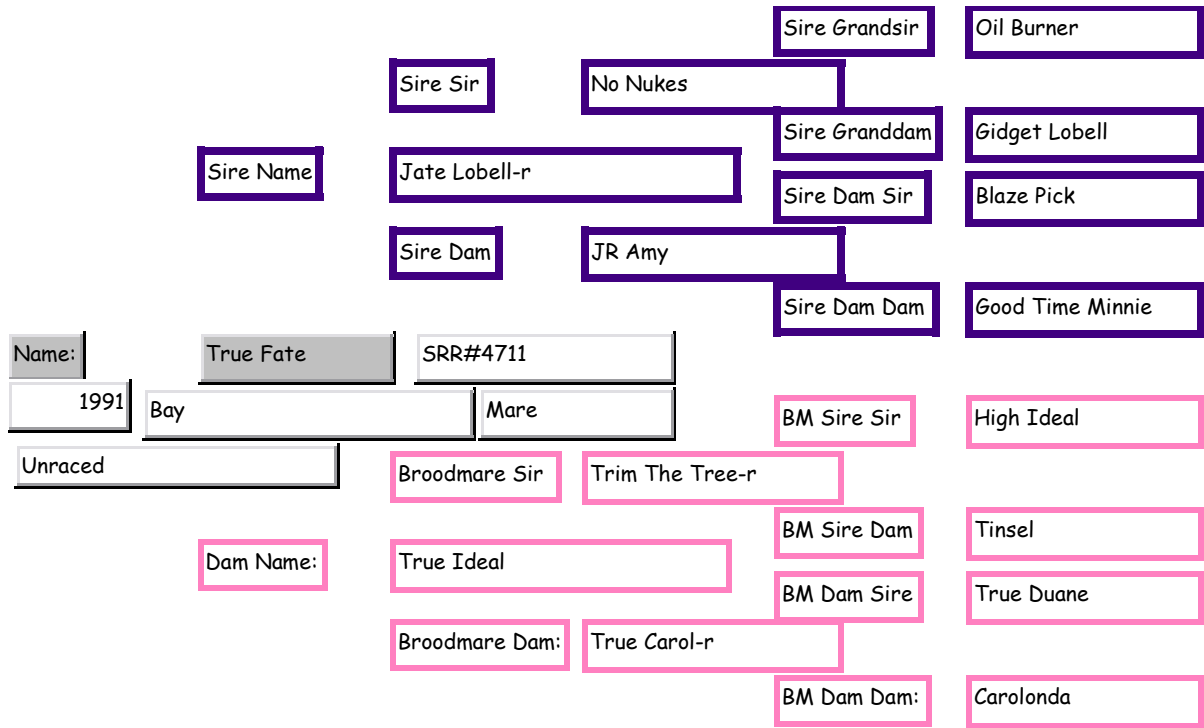 Sire Grandsir Oil Burner
Sire Sir No Nukes
Sire Granddam Gidget Lobell
Sire Name Jate Lobell-r
Sire Dam Sir Blaze Pick
Sire Dam JR Amy
Sire Dam Dam Good Time Minnie
Name: True Fate SRR#4711
1991 Bay Mare
BM Sire Sir High Ideal
Unraced
Broodmare Sir Trim The Tree-r
BM Sire Dam Tinsel
Dam Name: True Ideal
BM Dam Sire True Duane
Broodmare Dam: True Carol-r
BM Dam Dam: Carolonda